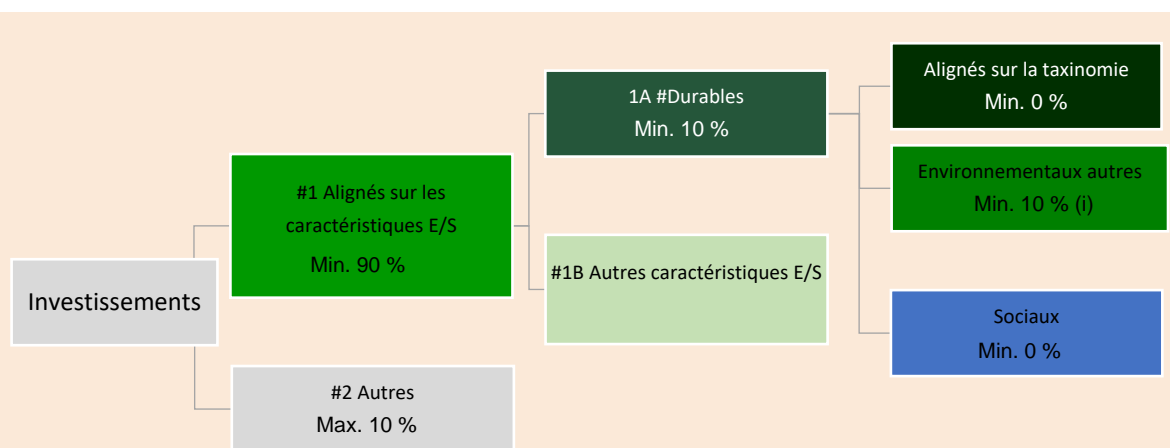 Investissements
#1 Alignés sur les
caractéristiques E/S
Min. 90 %
#2 Autres
Max. 10 %
1A #Durables
Min. 10 %
#1B Autres caractéristiques E/S
Alignés sur la taxinomie
Min. 0 %
Environnementaux autres
Min. 10 % (i)
Sociaux
Min. 0 %